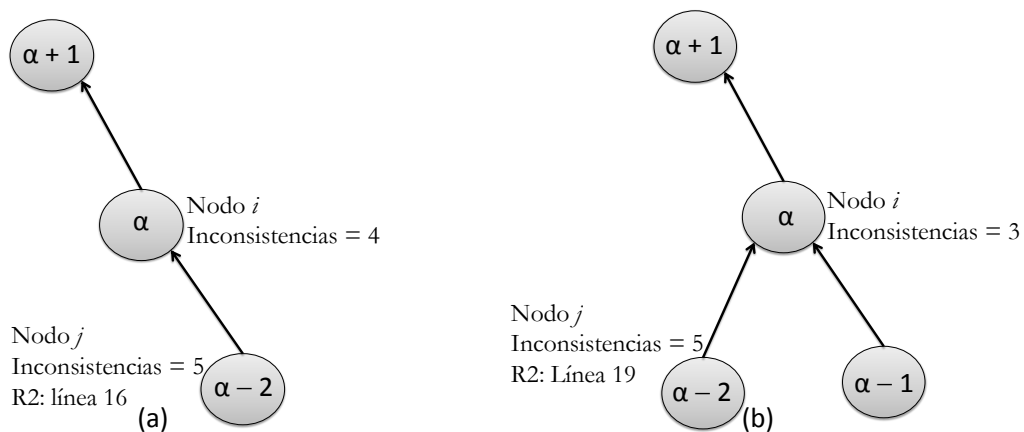 α + 1
α
Nodo i
Inconsistencias = 4
Nodo j
Inconsistencias = 5
R2: línea 16
α – 2
(a)
α + 1
α
Nodo i
Inconsistencias = 3
Nodo j
Inconsistencias = 5
R2: Línea 19
α – 2
α – 1
(b)